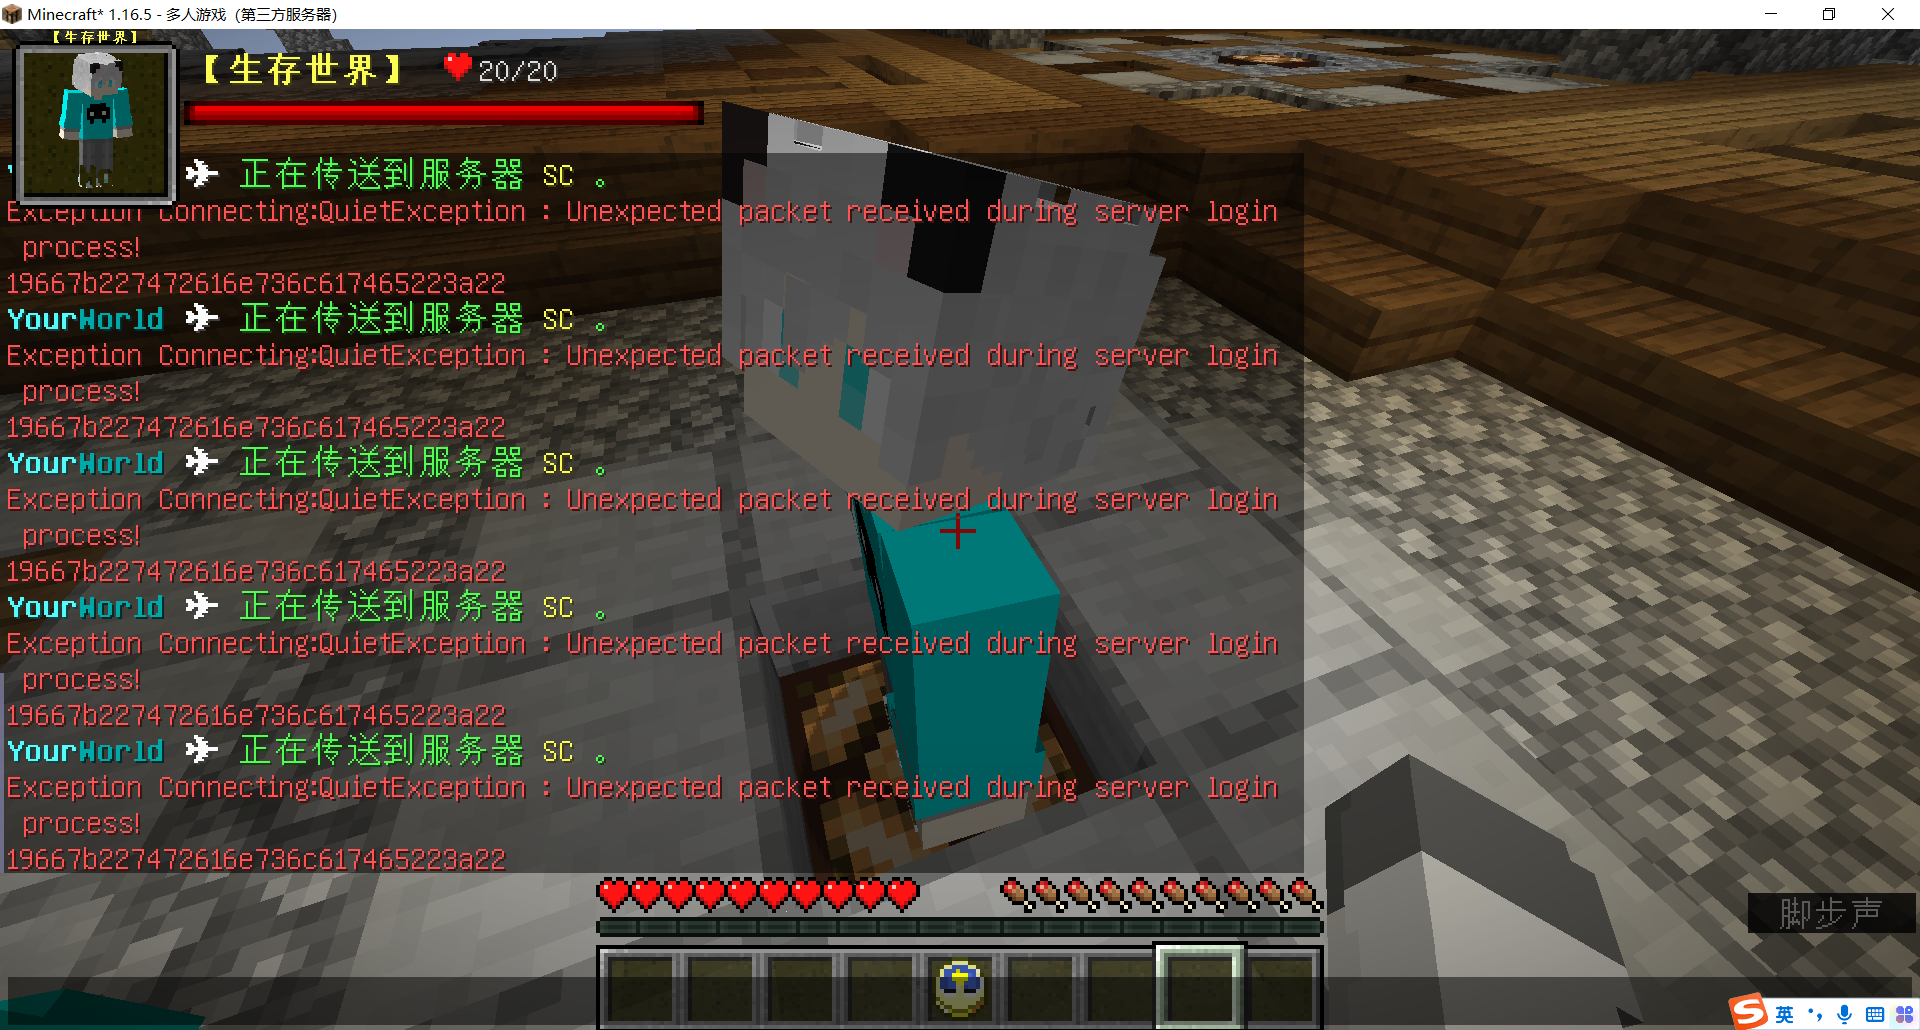 Minecraft* 1.16.5 - 多人游戏（第三方服务器）
【生存世界】
【生存世界】 20/20
正在传送到服务器 SC 。
Exception Connecting:QuietException : Unexpected packet received during server login
process!
19667b227472616e736c617465223a22
YourWorld 正在传送到服务器 SC 。
Exception Connecting:QuietException : Unexpected packet received during server login
process!
19667b227472616e736c617465223a22
YourWorld 正在传送到服务器 SC 。
Exception Connecting:QuietException : Unexpected packet received during server login
process!
19667b227472616e736c617465223a22
YourWorld 正在传送到服务器 SC 。
Exception Connecting:QuietException : Unexpected packet received during server login
process!
19667b227472616e736c617465223a22
YourWorld 正在传送到服务器 SC 。
Exception Connecting:QuietException : Unexpected packet received during server login
process!
19667b227472616e736c617465223a22
脚步声
英